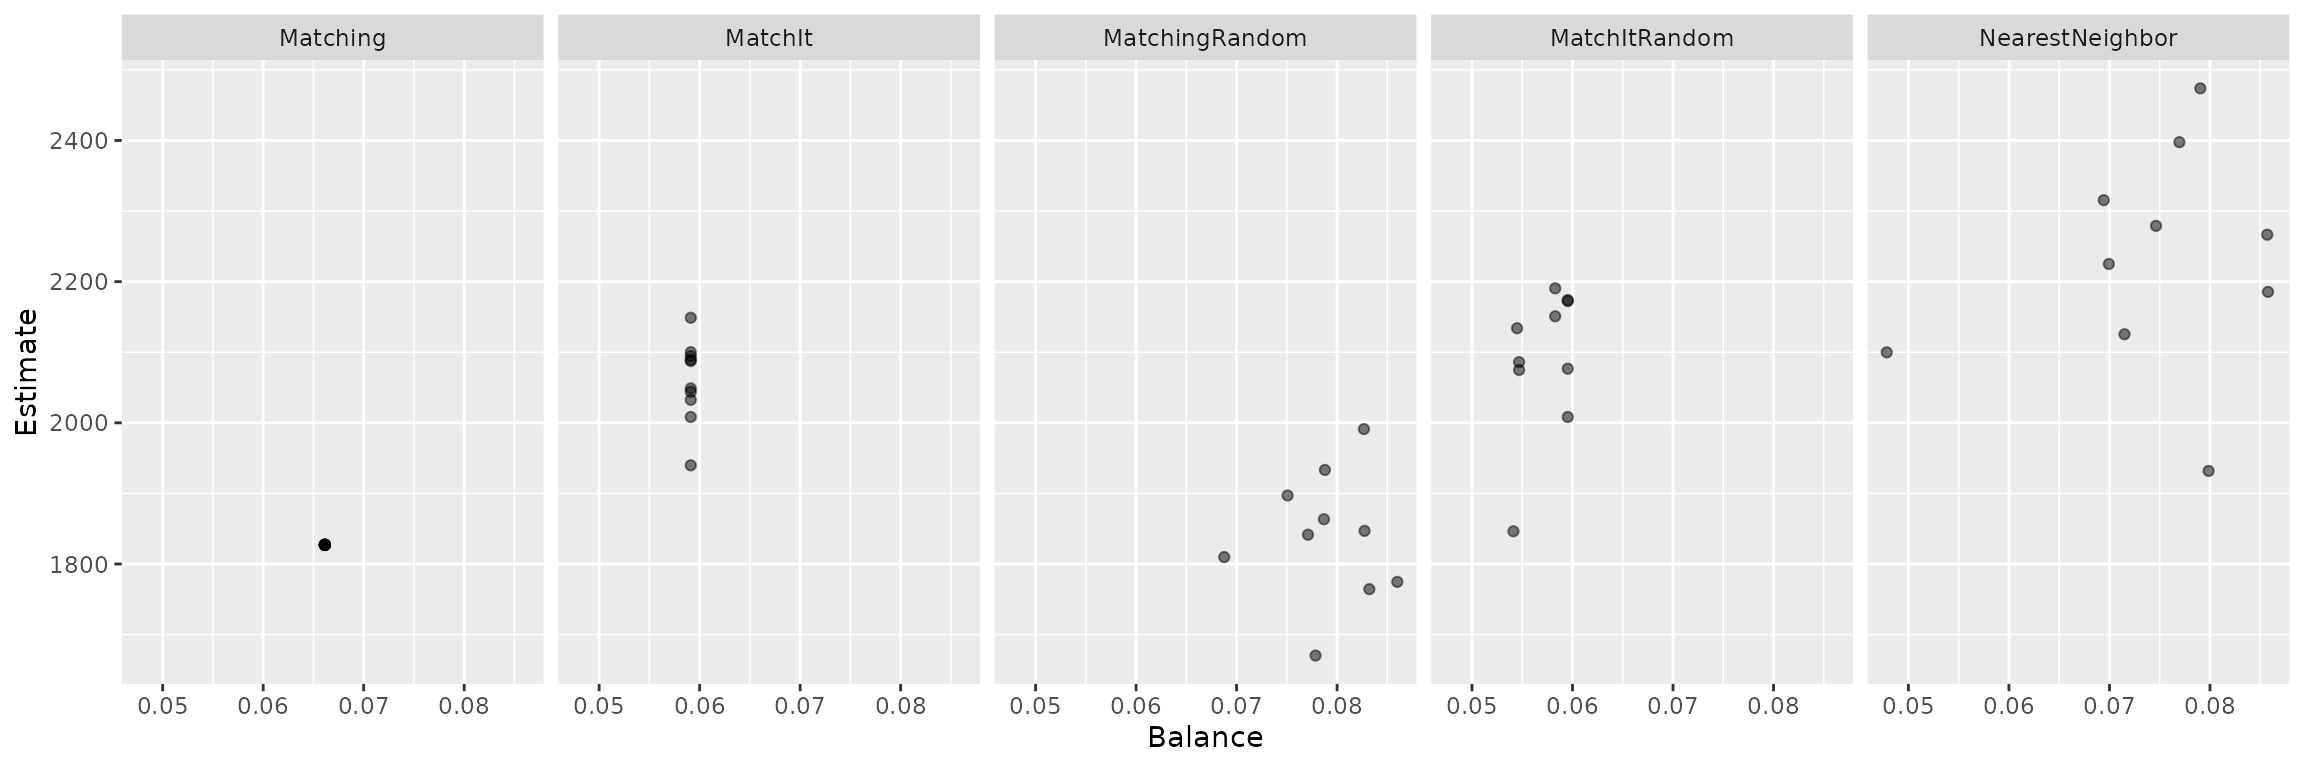 Matching MatchIt MatchingRandom MatchItRandom NearestNeighbor
2400
2200
2000
1800
Estimate
0.05 0.06 0.07 0.08 0.05 0.06 0.07 0.08 0.05 0.06 0.07 0.08 0.05 0.06 0.07 0.08 0.05 0.06 0.07 0.08
Balance